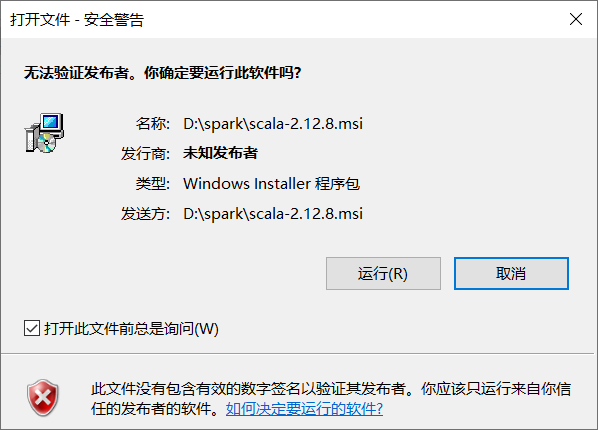 打开文件 - 安全警告
无法验证发布者。你确定要运行此软件吗?
名称: D:\spark\scala-2.12.8.msi
发行商: 未知发布者
类型: Windows Installer 程序包
发送方: D:\spark\scala-2.12.8.msi
运行(R) 取消
打开此文件前总是询问(W)
此文件没有包含有效的数字签名以验证其发布者。你应该只运行来自你信
任的发布者的软件。如何决定要运行的软件?